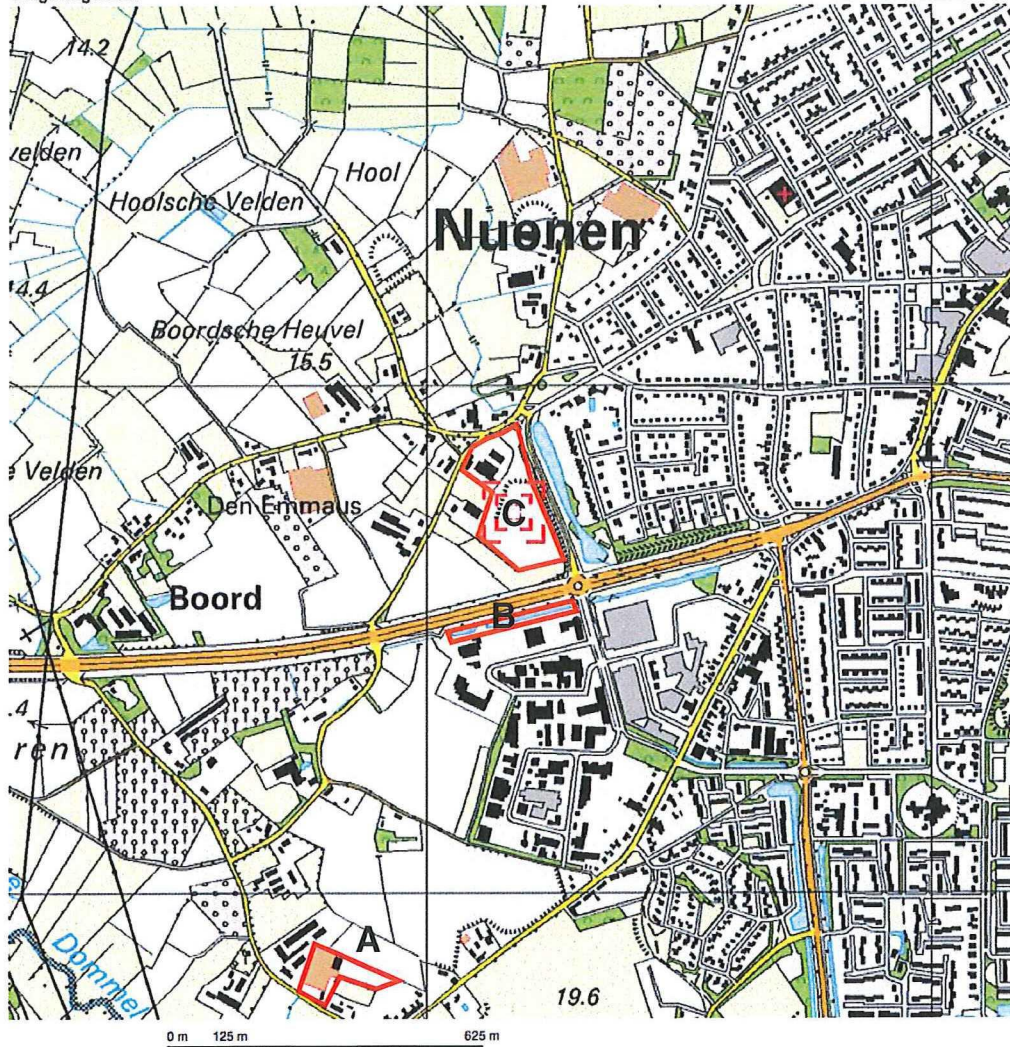 14.2
velden
Hool
Hoolsche Velden
Nuenen
14.4
Boordsche Heuvel
15.5
e Velden
Den Emmaus
C
Boord
B
.4
ren
A
Dommel
19.6
0 m 125 m 625 m